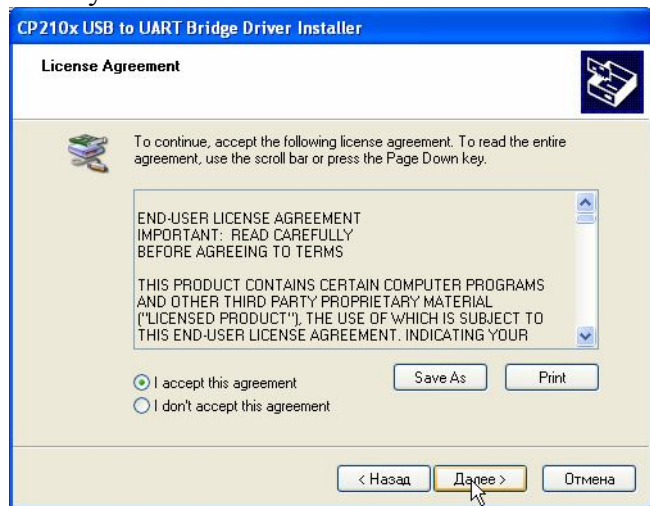 CP210x USB to UART Bridge Driver Installer
License Agreement
To continue, accept the following license agreement. To read the entire
agreement, use the scroll bar or press the Page Down key.
END-USER LICENSE AGREEMENT
IMPORTANT: READ CAREFULLY
BEFORE AGREEING TO TERMS
THIS PRODUCT CONTAINS CERTAIN COMPUTER PROGRAMS
AND OTHER THIRD PARTY PROPRIETARY MATERIAL
("LICENSED PRODUCT"), THE USE OF WHICH IS SUBJECT TO
THIS END-USER LICENSE AGREEMENT. INDICATING YOUR
I accept this agreement
Save As
Print
I don't accept this agreement
< Назад
Далее >
Отмена